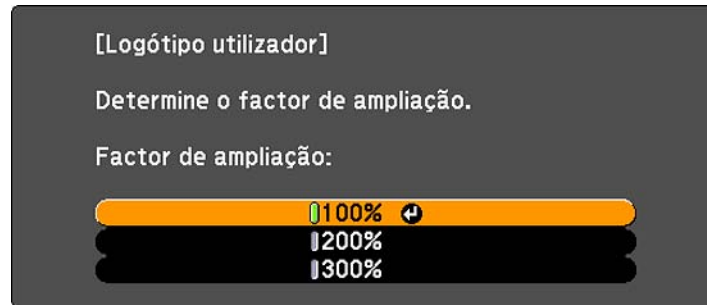 [Logótipo utilizador]
Determine o factor de ampliação.
Factor de ampliação:
100%
200%
300%